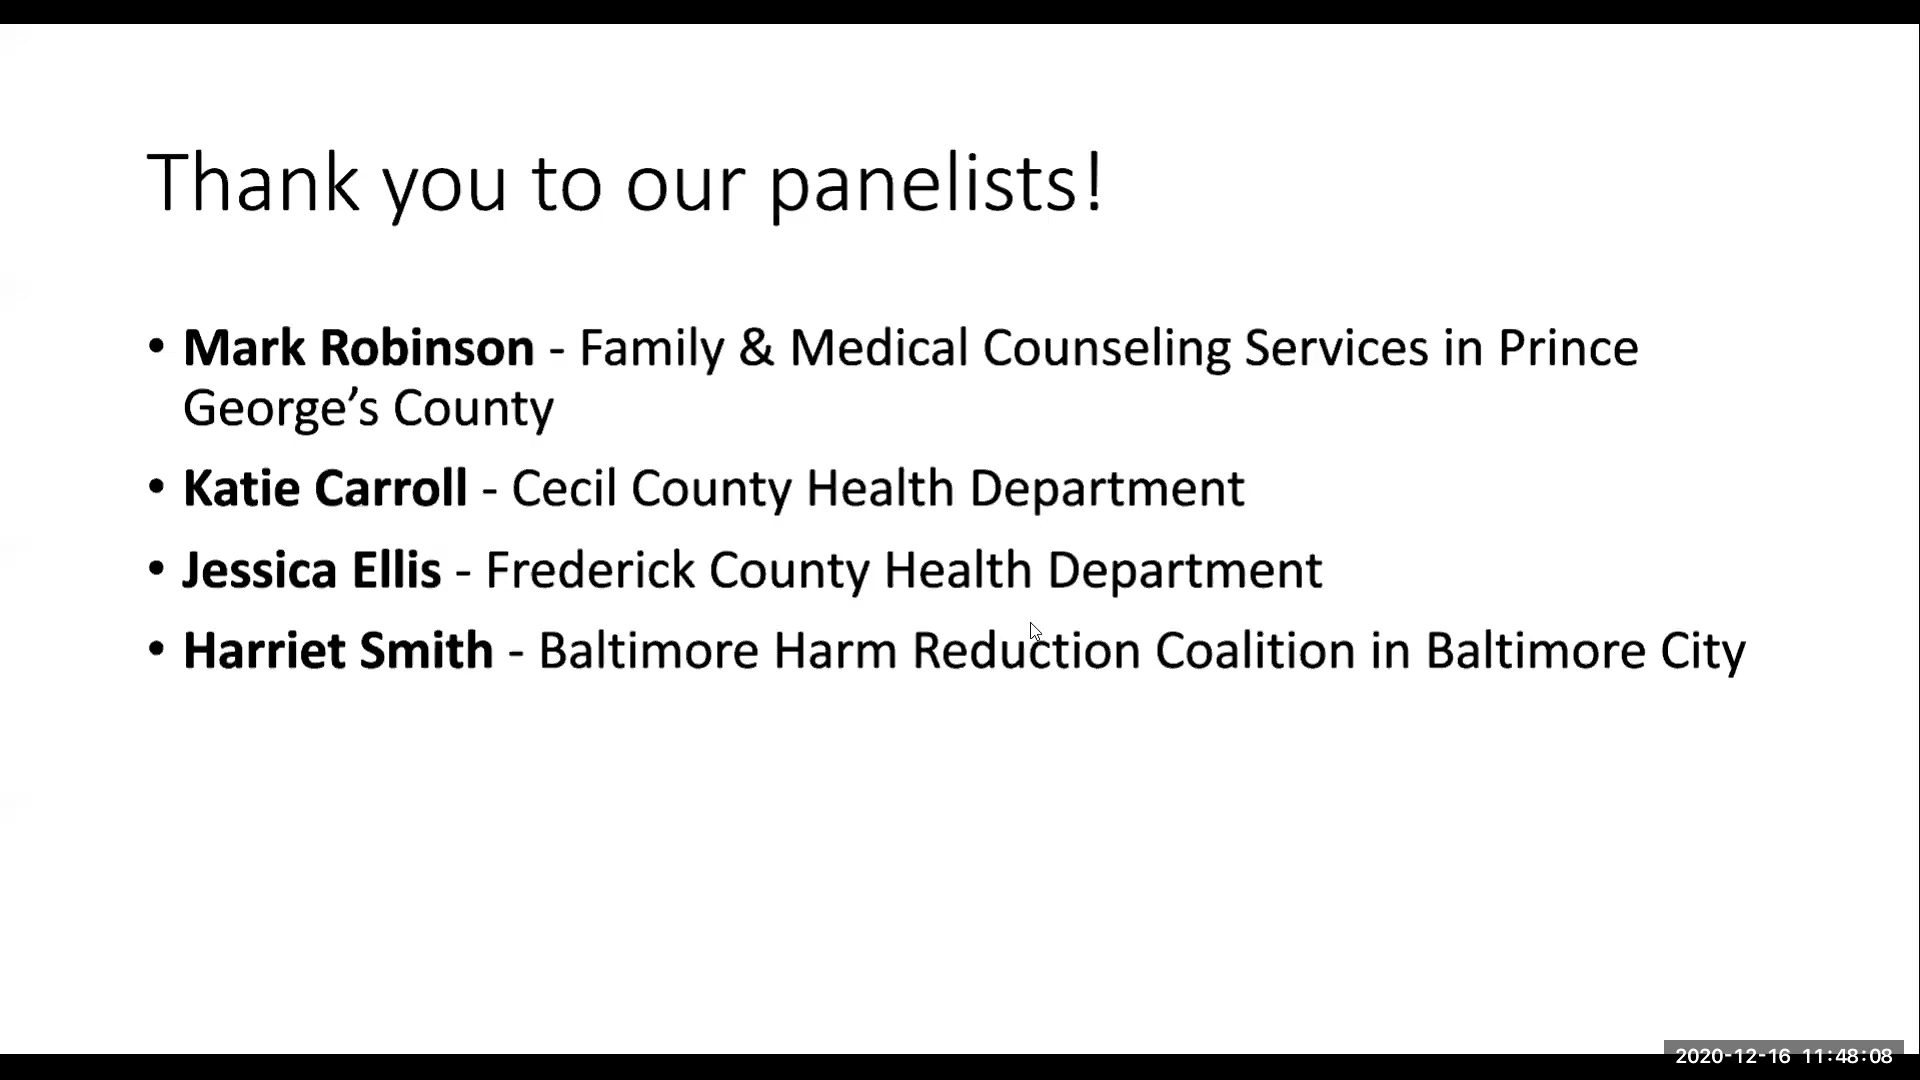 Thank you to our panelists!
• Mark Robinson - Family & Medical Counseling Services in Prince
George’s County
• Katie Carroll - Cecil County Health Department
• Jessica Ellis - Frederick County Health Department
• Harriet Smith - Baltimore Harm Reduction Coalition in Baltimore City
2020-12-16 11:48:08